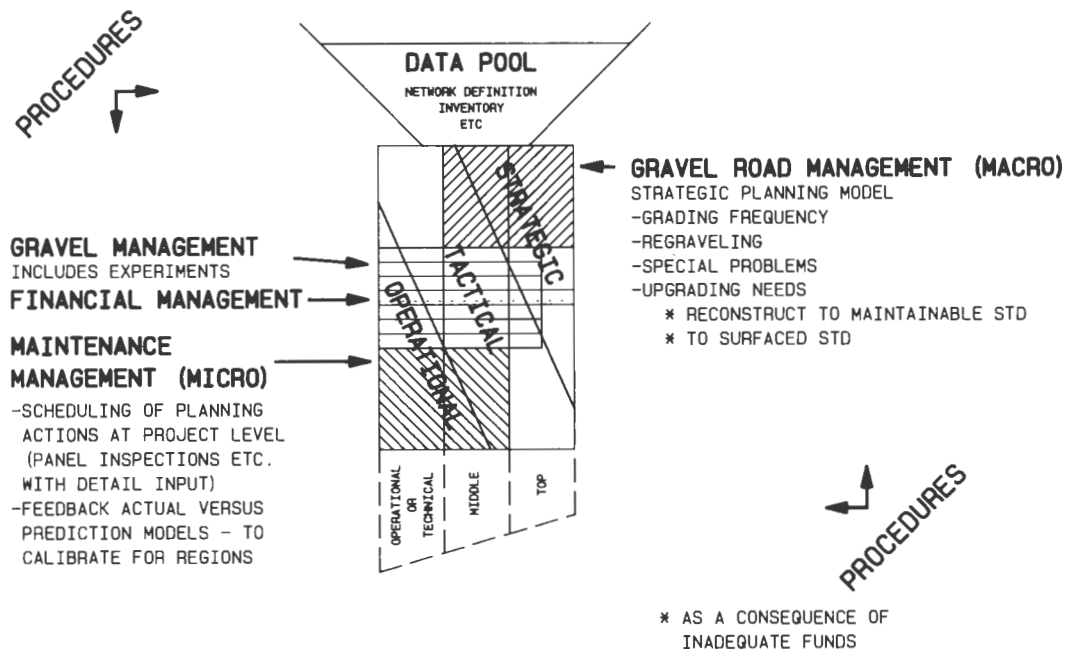 PROCEDURES
DATA POOL
NETWORK DEFINITION
INVENTORY
ETC
STRATEGIC
TACTICAL
OPERATIONAL
GRAVEL ROAD MANAGEMENT (MACRO)
STRATEGIC PLANNING MODEL
-GRADING FREQUENCY
-REGRAVELING
-SPECIAL PROBLEMS
-UPGRADING NEEDS
* RECONSTRUCT TO MAINTAINABLE STD
* TO SURFACED STD
GRAVEL MANAGEMENT
INCLUDES EXPERIMENTS
FINANCIAL MANAGEMENT
MAINTENANCE
MANAGEMENT (MICRO)
-SCHEDULING OF PLANNING
ACTIONS AT PROJECT LEVEL
(PANEL INSPECTIONS ETC.
WITH DETAIL INPUT)
-FEEDBACK ACTUAL VERSUS
PREDICTION MODELS - TO
CALIBRATE FOR REGIONS
OPERATIONAL
OR
TECHNICAL
MIDDLE
TOP
PROCEDURES
* AS A CONSEQUENCE OF
INADEQUATE FUNDS